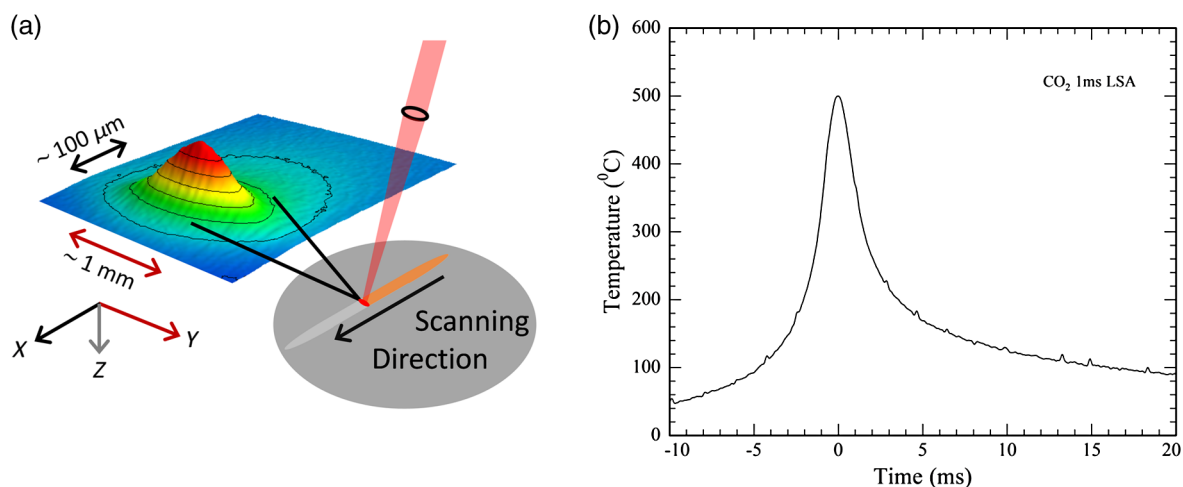 (a)
~ 100 μm
~ 1 mm
X
Y
Z
Scanning
Direction
(b)
CO₂ 1ms LSA
Temperature (⁰C)
600
500
400
300
200
100
0
-10
-5
0
5
10
15
20
Time (ms)